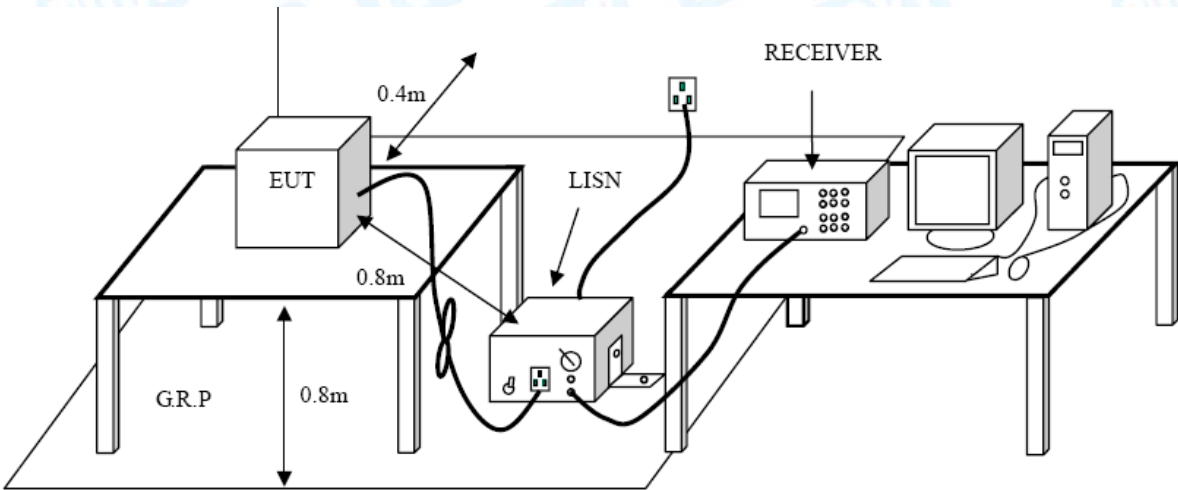 RECEIVER
0.4m
EUT
LISN
0.8m
G.R.P
0.8m